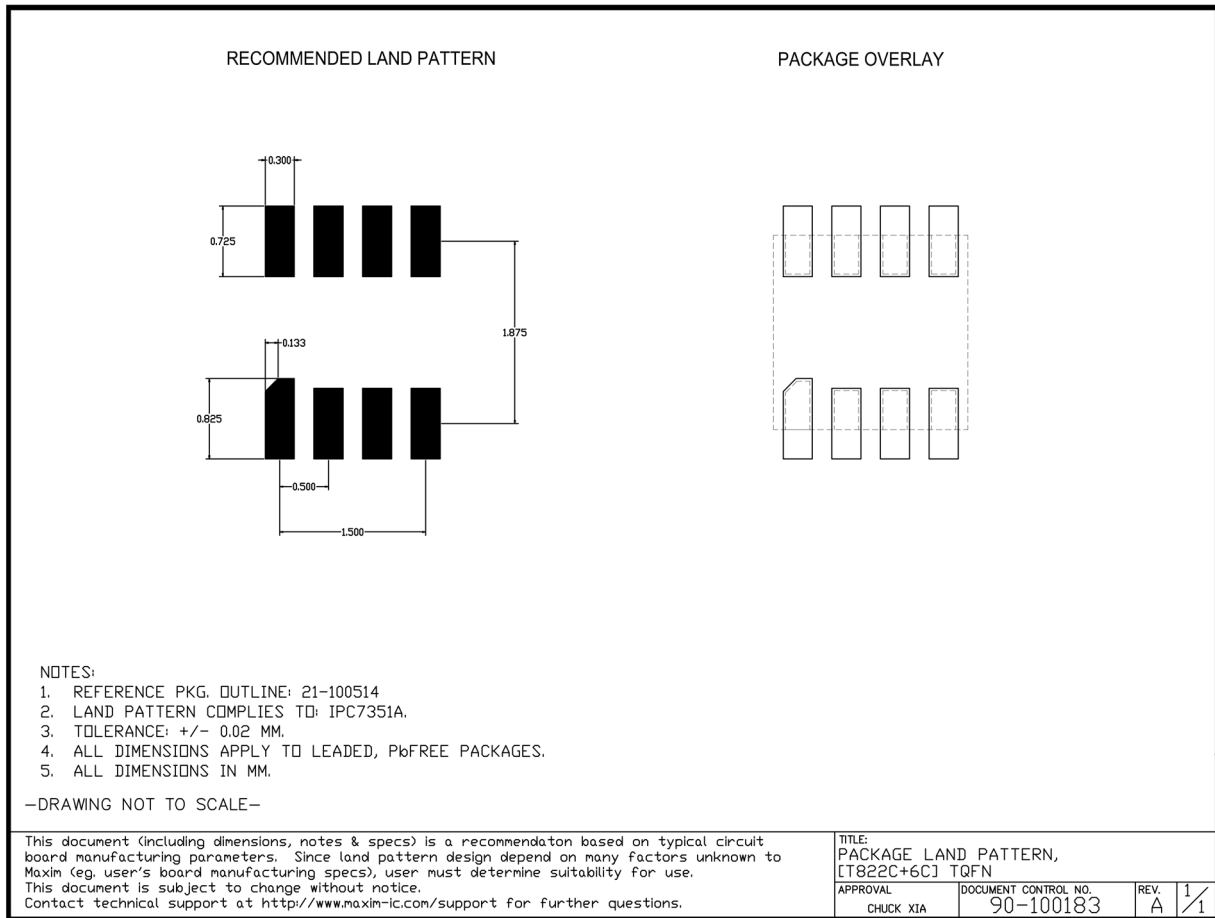 RECOMMENDED LAND PATTERN
PACKAGE OVERLAY
0.300
0.725
1.875
0.133
0.825
0.500
1.500
NOTES:
1. REFERENCE PKG. OUTLINE: 21-100514
2. LAND PATTERN COMPLIES TO: IPC7351A.
3. TOLERANCE: +/- 0.02 MM.
4. ALL DIMENSIONS APPLY TO LEADED, PbFREE PACKAGES.
5. ALL DIMENSIONS IN MM.
-DRAWING NOT TO SCALE-
This document (including dimensions, notes & specs) is a recommendaton based on typical circuit
board manufacturing parameters. Since land pattern design depend on many factors unknown to
Maxim (eg. user's board manufacturing specs), user must determine suitability for use.
This document is subject to change without notice.
Contact technical support at http://www.maxim-ic.com/support for further questions.
TITLE:
PACKAGE LAND PATTERN,
[T822C+6C] TQFN
APPROVAL
CHUCK XIA
DOCUMENT CONTROL NO.
90-100183
REV.
A
1/1